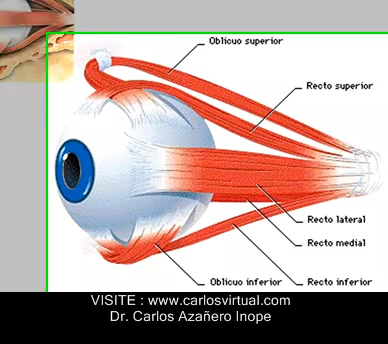 Oblicuo superior
Recto superior
Recto lateral
Recto medial
Oblicuo inferior Recto inferior
VISITE : www.carlosvirtual.com
Dr. Carlos Azañero Inope